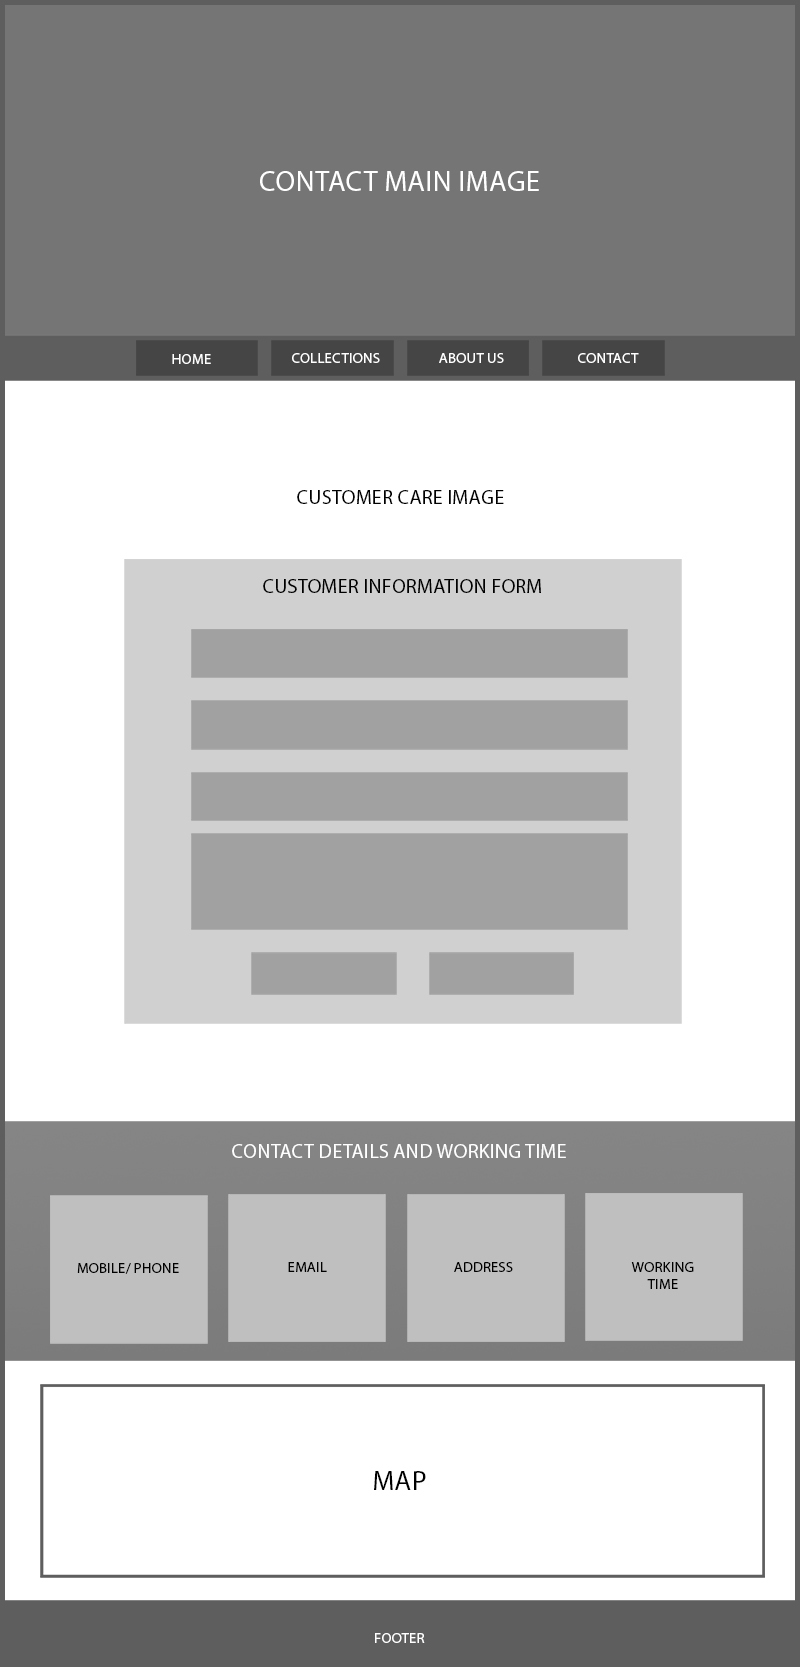 CONTACT MAIN IMAGE
HOME
COLLECTIONS
ABOUT US
CONTACT
CUSTOMER CARE IMAGE
CUSTOMER INFORMATION FORM
CONTACT DETAILS AND WORKING TIME
MOBILE/ PHONE
EMAIL
ADDRESS
WORKING
TIME
MAP
FOOTER